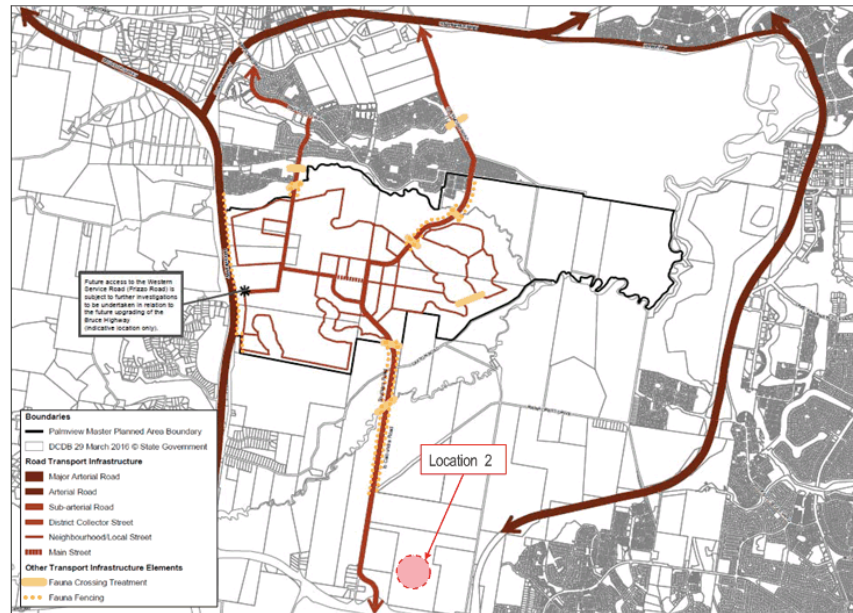 Future access to the Western
Service Road (Frizzo Road) is
subject to further investigations
to be undertaken in relation to
the future upgrading of the
Bruce Highway
(indicative location only).
Location 2
Boundaries
Palmview Master Planned Area Boundary
DCDB 29 March 2016 © State Government
Road Transport Infrastructure
Major Arterial Road
Arterial Road
Sub-arterial Road
District Collector Street
Neighbourhood/Local Street
Main Street
Other Transport Infrastructure Elements
Fauna Crossing Treatment
Fauna Fencing